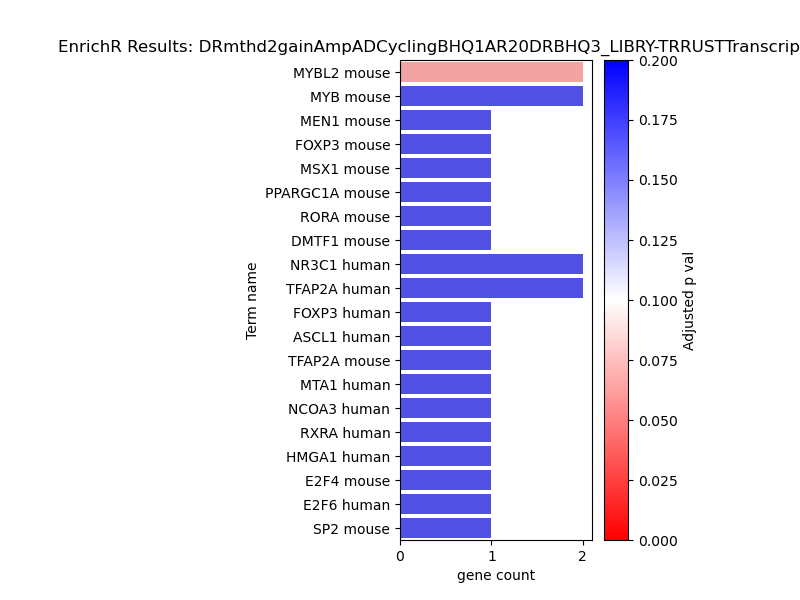 EnrichR Results: DRmthd2gainAmpADCyclingBHQ1AR20DRBHQ3_LIBRY-TRRUSTTranscrip
MYBL2 mouse
MYB mouse
MEN1 mouse
FOXP3 mouse
MSX1 mouse
PPARGC1A mouse
RORA mouse
DMTF1 mouse
NR3C1 human
TFAP2A human
FOXP3 human
ASCL1 human
TFAP2A mouse
MTA1 human
NCOA3 human
RXRA human
HMGA1 human
E2F4 mouse
E2F6 human
SP2 mouse
Term name
0 1 2
gene count
0.200
0.175
0.150
0.125
0.100
0.075
0.050
0.025
0.000
Adjusted p val